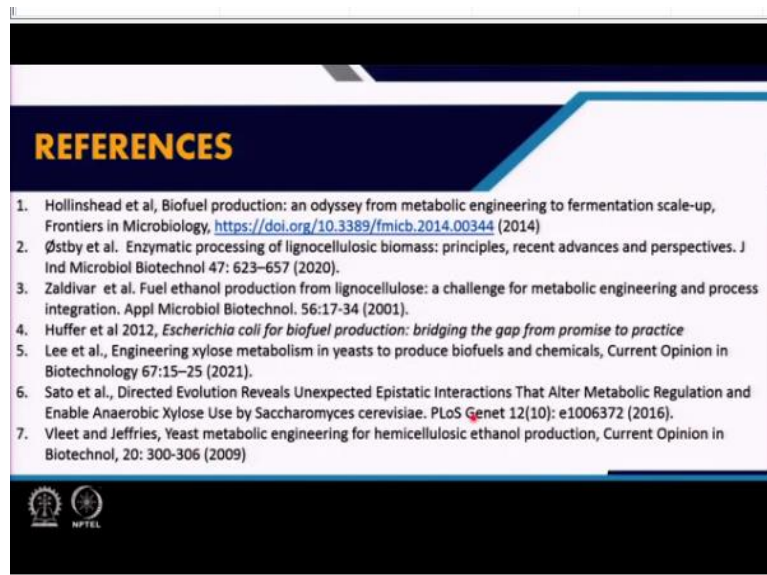 REFERENCES
1. Hollinshead et al, Biofuel production: an odyssey from metabolic engineering to fermentation scale-up,
Frontiers in Microbiology, https://doi.org/10.3389/fmicb.2014.00344 (2014)
2. Østby et al. Enzymatic processing of lignocellulosic biomass: principles, recent advances and perspectives. J
Ind Microbiol Biotechnol 47: 623–657 (2020).
3. Zaldivar et al. Fuel ethanol production from lignocellulose: a challenge for metabolic engineering and process
integration. Appl Microbiol Biotechnol. 56:17-34 (2001).
4. Huffer et al 2012, Escherichia coli for biofuel production: bridging the gap from promise to practice
5. Lee et al., Engineering xylose metabolism in yeasts to produce biofuels and chemicals, Current Opinion in
Biotechnology 67:15–25 (2021).
6. Sato et al., Directed Evolution Reveals Unexpected Epistatic Interactions That Alter Metabolic Regulation and
Enable Anaerobic Xylose Use by Saccharomyces cerevisiae. PLoS Genet 12(10): e1006372 (2016).
7. Vleet and Jeffries, Yeast metabolic engineering for hemicellulosic ethanol production, Current Opinion in
Biotechnol, 20: 300-306 (2009)
NPTEL